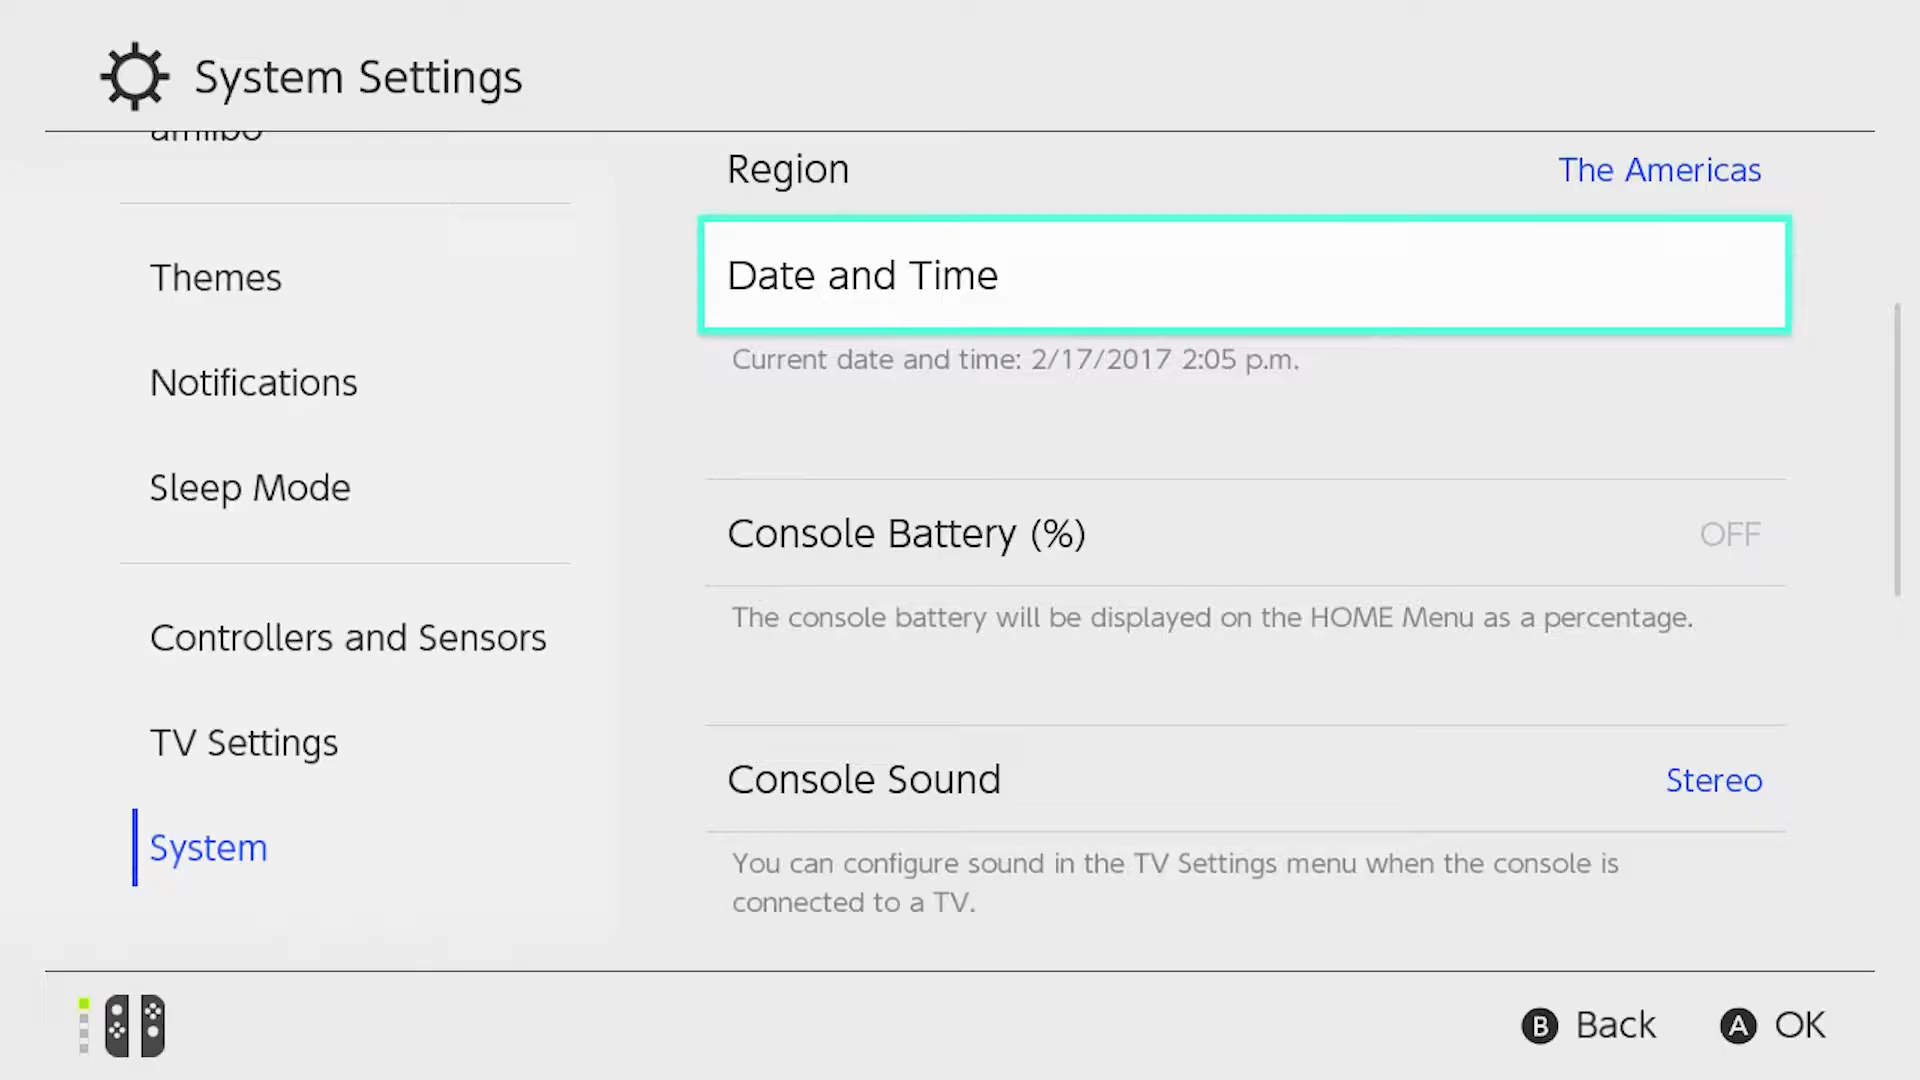 System Settings
amiibo
Themes
Notifications
Sleep Mode
Controllers and Sensors
TV Settings
System
Region The Americas
Date and Time
Current date and time: 2/17/2017 2:05 p.m.
Console Battery (%) OFF
The console battery will be displayed on the HOME Menu as a percentage.
Console Sound Stereo
You can configure sound in the TV Settings menu when the console is
connected to a TV.
B Back A OK